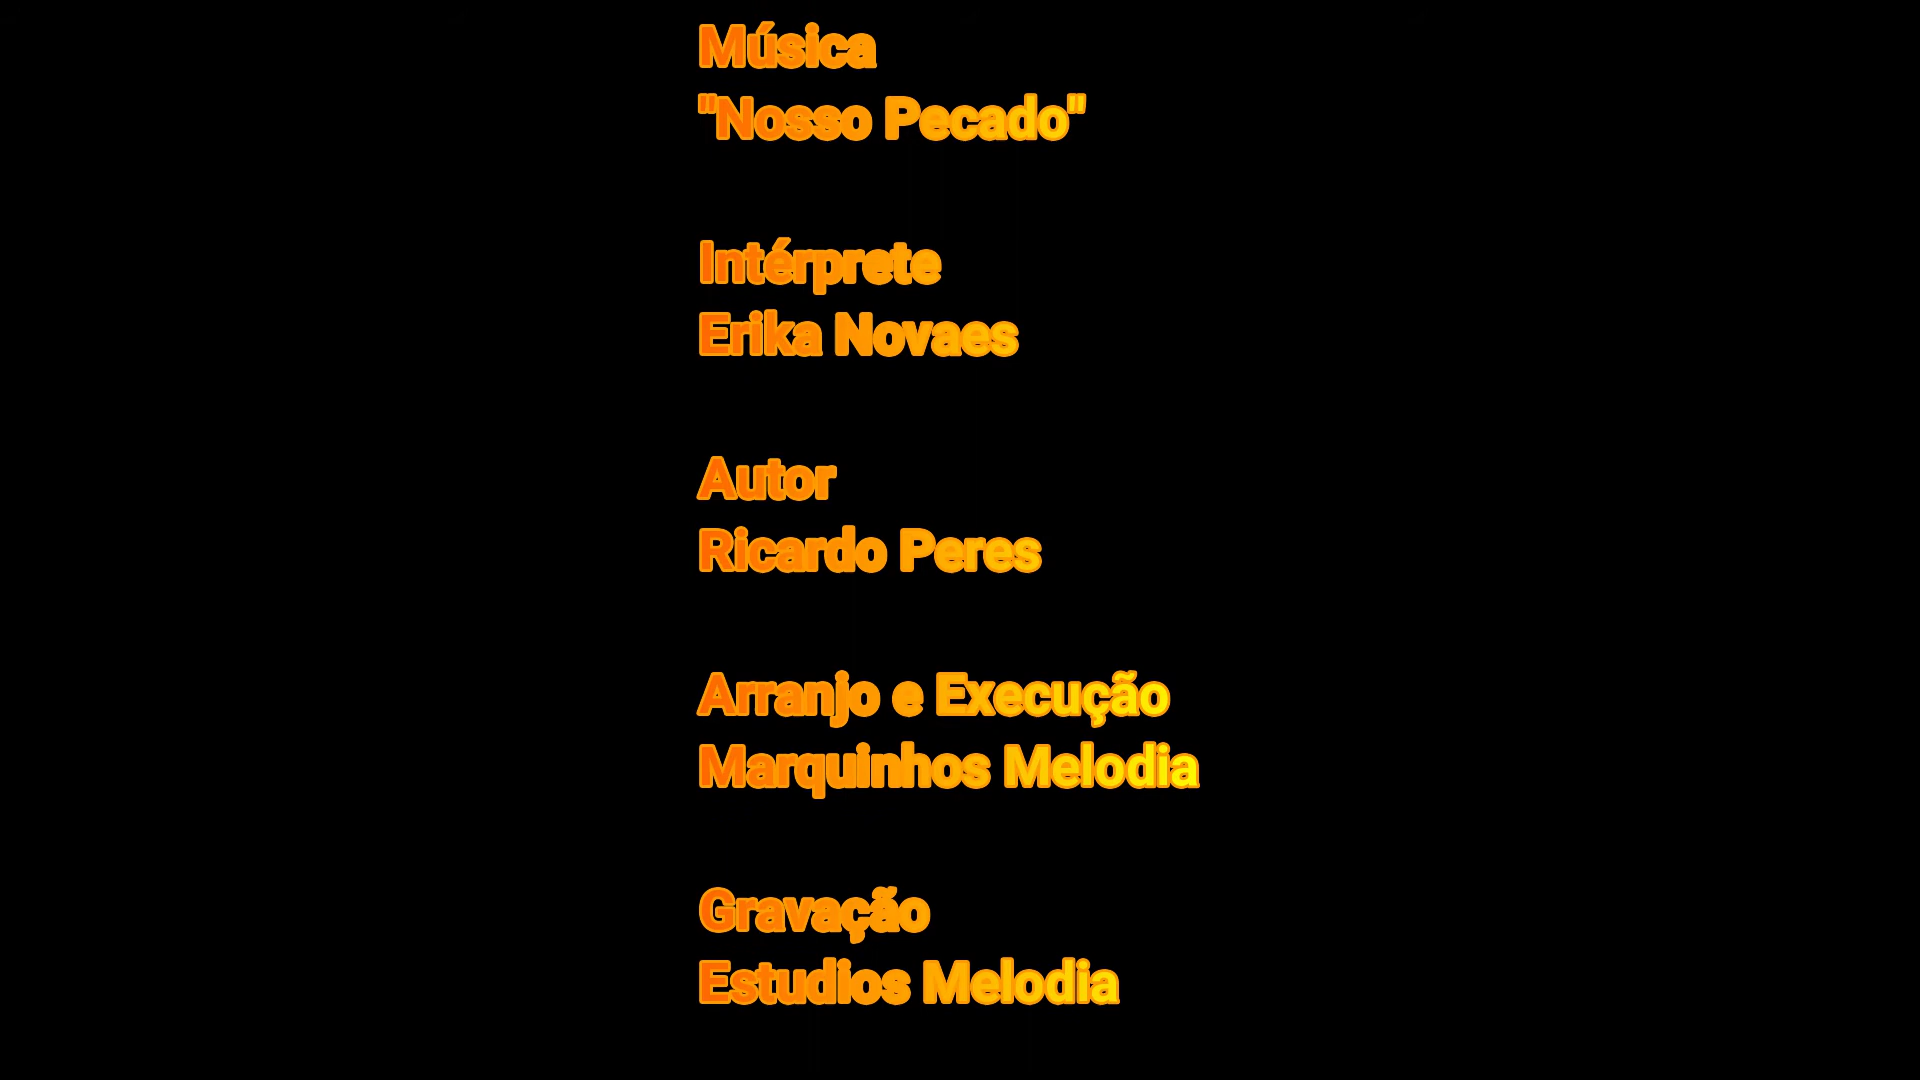 Música
"Nosso Pecado"
Intérprete
Erika Novaes
Autor
Ricardo Peres
Arranjo e Execução
Marquinhos Melodia
Gravação
Estudios Melodia